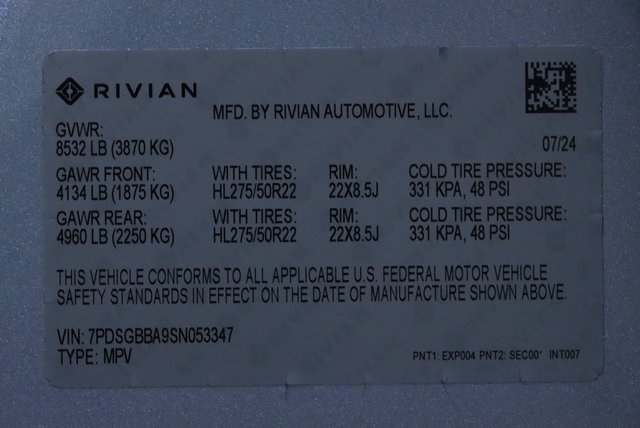 RIVIAN
MFD. BY RIVIAN AUTOMOTIVE, LLC.
GVWR:
8532 LB (3870 KG) 07/24
GAWR FRONT: WITH TIRES: RIM: COLD TIRE PRESSURE:
4134 LB (1875 KG) HL275/50R22 22X8.5J 331 KPA, 48 PSI
GAWR REAR: WITH TIRES: RIM: COLD TIRE PRESSURE:
4960 LB (2250 KG) HL275/50R22 22X8.5J 331 KPA, 48 PSI
THIS VEHICLE CONFORMS TO ALL APPLICABLE U.S. FEDERAL MOTOR VEHICLE
SAFETY STANDARDS IN EFFECT ON THE DATE OF MANUFACTURE SHOWN ABOVE.
VIN: 7PDSGBBA9SN053347
TYPE: MPV PNT1: EXP004 PNT2: INT007